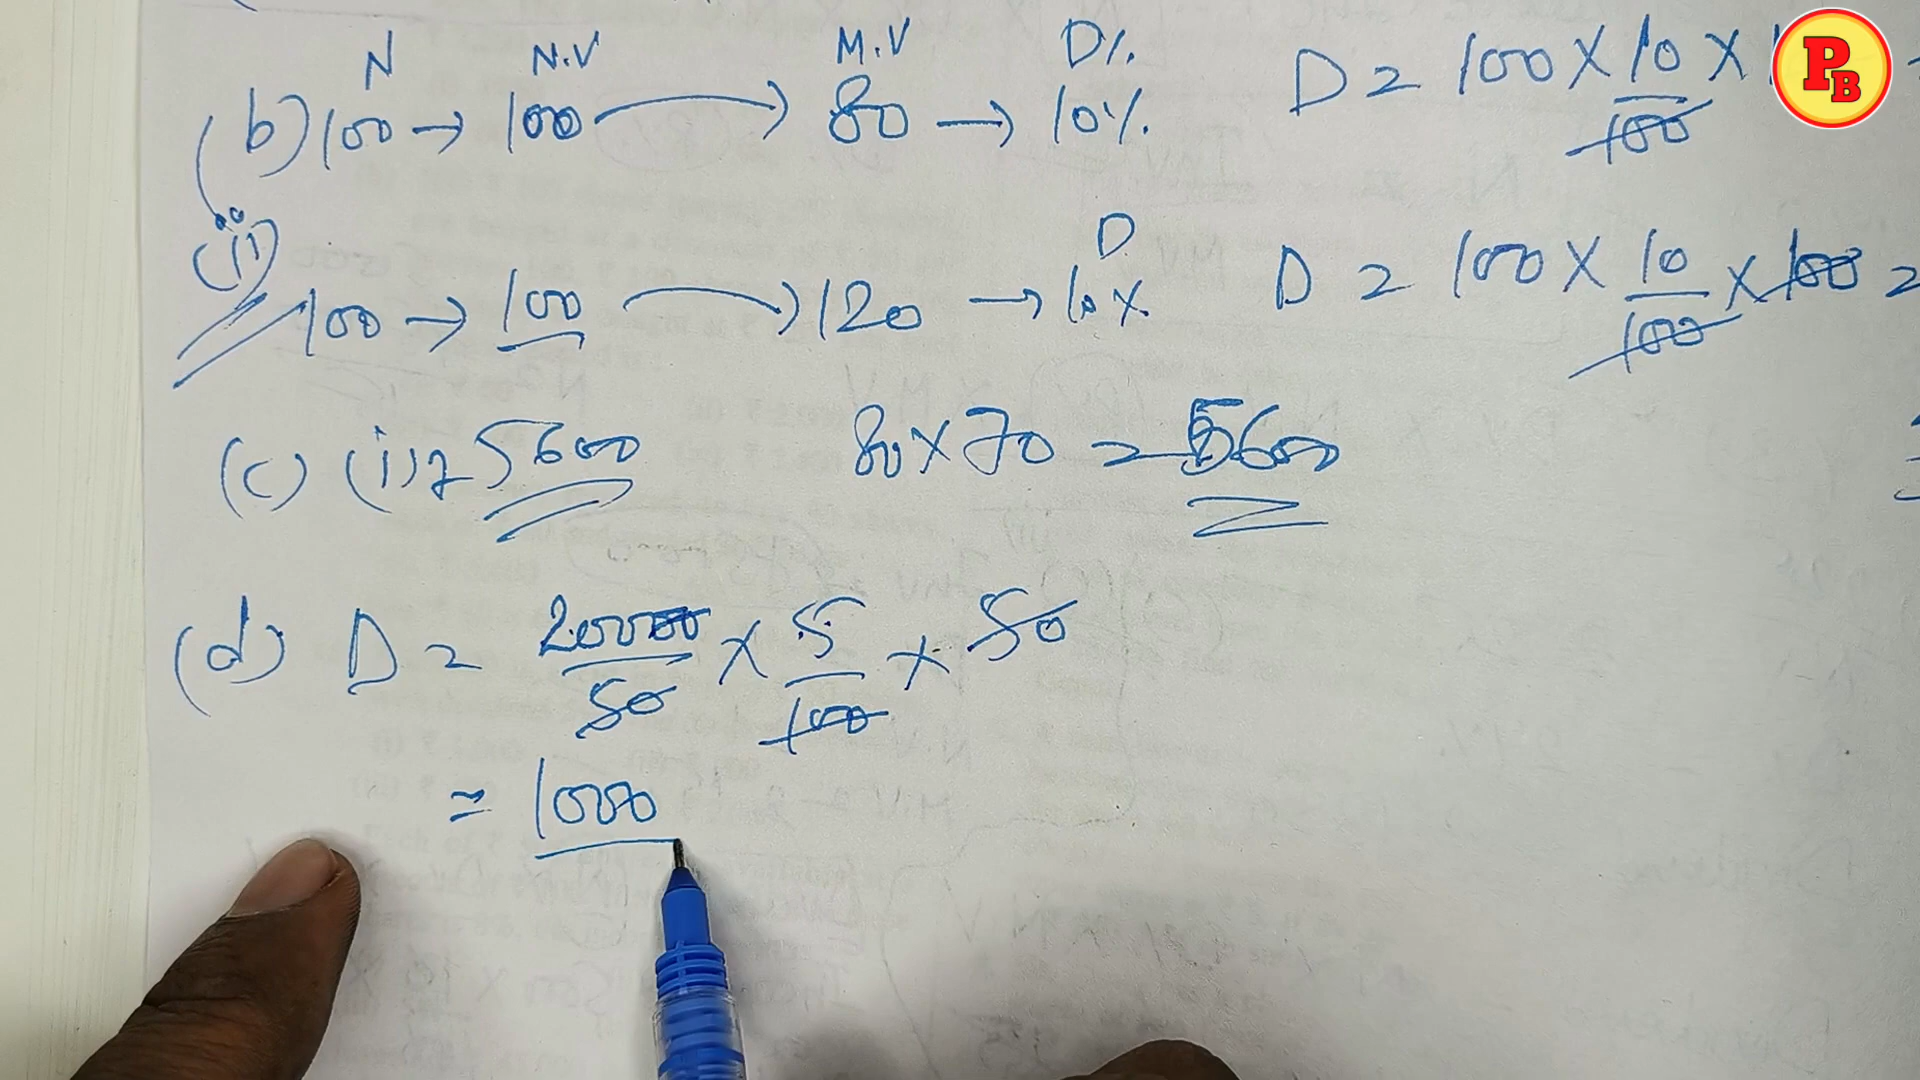 N N.V M.V D%.
(b) 100 → 100 → 80 → 10%. D = 100 × 10/100 ×
PB
(ii)
D
100 → 100 → 120 → 10% D = 100 × 10/100 × 100 =
(c) (i) ₹ 5600 80 × 70 = 5600
(d) D = 20000/50 × 5/100 × 50
= 1000